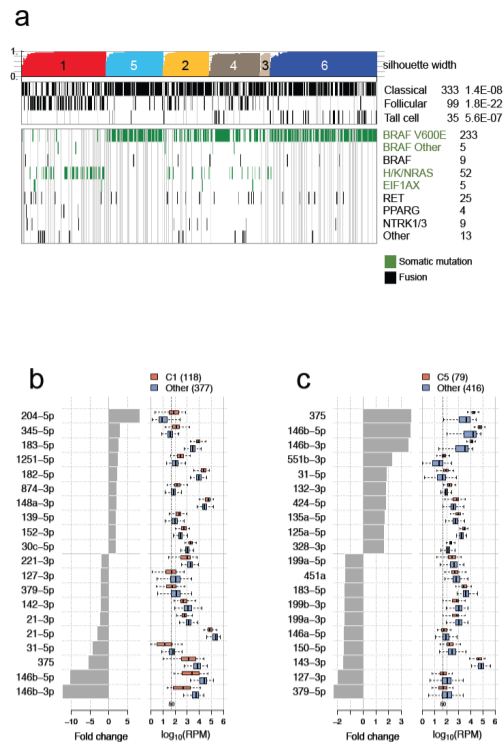 a
1
0
1 5 2 4 3 6
silhouette width
Classical 333 1.4E-08
Follicular 99 1.8E-22
Tall cell 35 5.6E-07
BRAF V600E 233
BRAF Other 5
BRAF 9
H/K/NRAS 52
EIF1AX 5
RET 25
PPARG 4
NTRK1/3 9
Other 13
Somatic mutation
Fusion
b
C1 (118)
Other (377)
204–5p
345–5p
183–5p
1251–5p
182–5p
874–3p
148a–3p
139–5p
152–3p
30c–5p
221–3p
127–3p
379–5p
142–3p
21–3p
21–5p
31–5p
375
146b–5p
146b–3p
−10 −5 0 5
Fold change
0 1 2 3 4 5 6
50
log10(RPM)
c
C5 (79)
Other (416)
375
146b–5p
146b–3p
551b–3p
31–5p
132–3p
424–5p
135a–5p
125a–5p
328–3p
199a–5p
451a
183–5p
199b–3p
199a–3p
146a–5p
150–5p
143–3p
127–3p
379–5p
−2 −1 0 1 2 3 4
Fold change
0 1 2 3 4 5 6
50
log10(RPM)